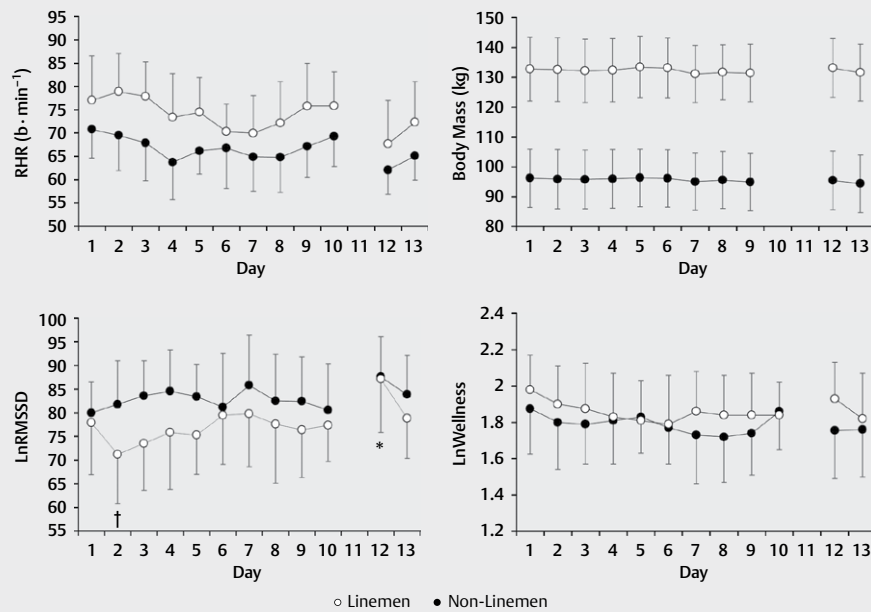 95
90
85
80
75
70
65
60
55
50
RHR (b · min⁻¹)
1 2 3 4 5 6 7 8 9 10 11 12 13
Day
150
140
130
120
110
100
90
80
Body Mass (kg)
1 2 3 4 5 6 7 8 9 10 11 12 13
Day
100
95
90
85
80
75
70
65
60
55
LnRMSSD
†
*
1 2 3 4 5 6 7 8 9 10 11 12 13
Day
2.4
2.2
2
1.8
1.6
1.4
1.2
LnWellness
1 2 3 4 5 6 7 8 9 10 11 12 13
Day
○ Linemen ● Non-Linemen